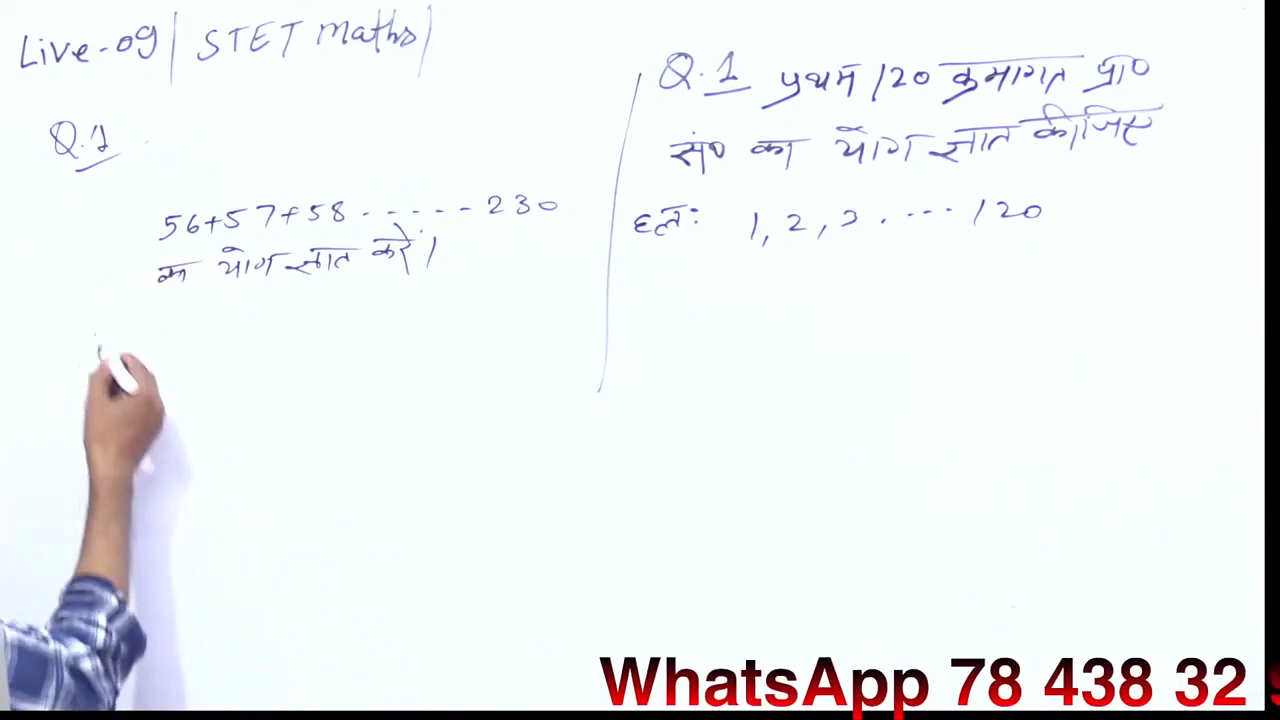 Live-09 | STET Maths |
Q.1
56+57+58.-----230
का योग ज्ञात करें।
Q.1 प्रथम 120 क्रमागत प्रा०
सं० का योग ज्ञात कीजिए
हल: 1, 2, 3. --- 120
WhatsApp 78 438 32